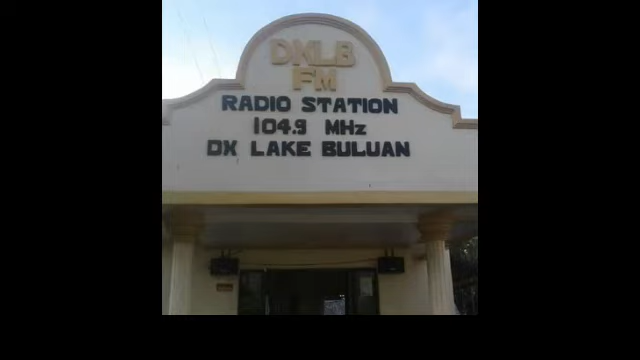 DXLB
FM
RADIO STATION
104.9 MHz
DX LAKE BULUAN